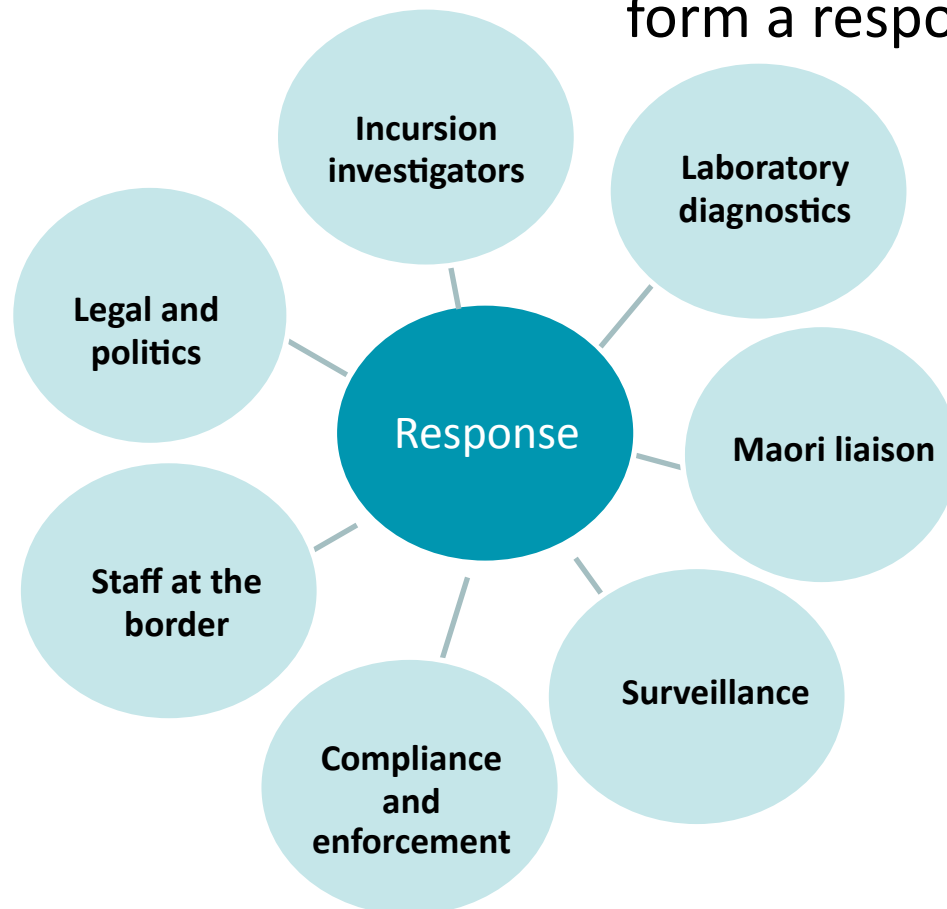 form a respo
Incursion
investigators
Laboratory
diagnostics
Legal and
politics
Response
Maori liaison
Staff at the
border
Surveillance
Compliance
and
enforcement